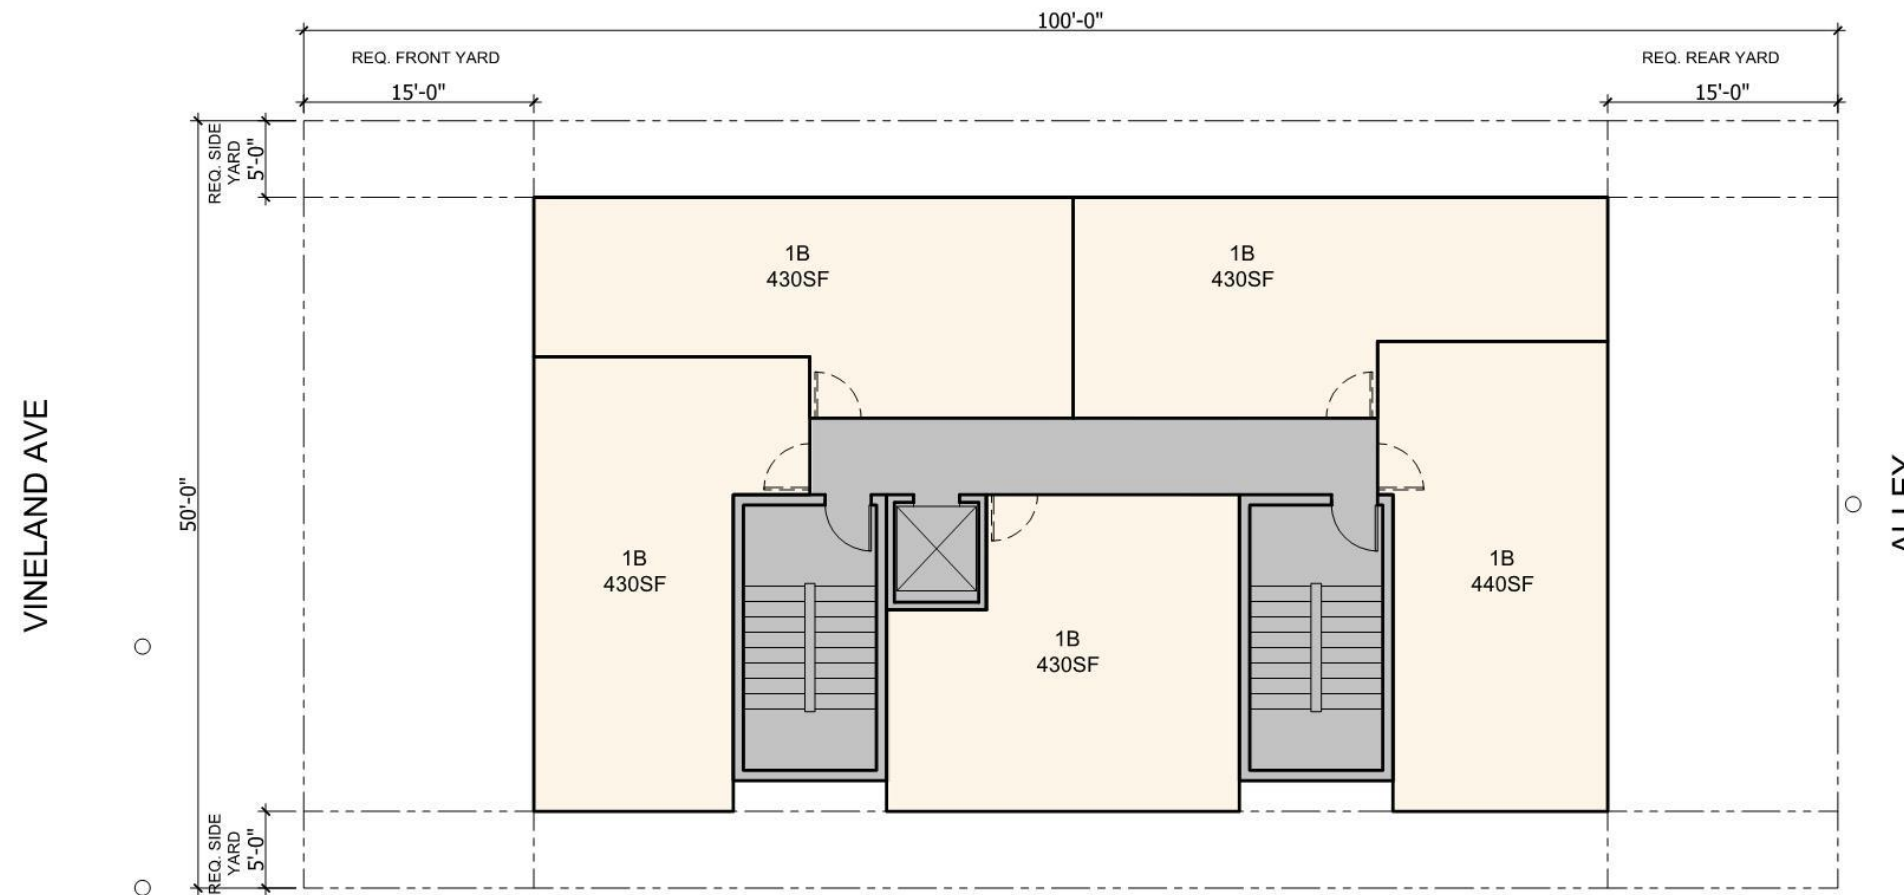 100'-0"
REQ. FRONT YARD
REQ. REAR YARD
15'-0"
15'-0"
REQ. SIDE
YARD
5'-0"
1B
430SF
1B
430SF
VINELAND AVE
50'-0"
ALLEY
1B
430SF
1B
440SF
1B
430SF
REQ. SIDE
YARD
5'-0"